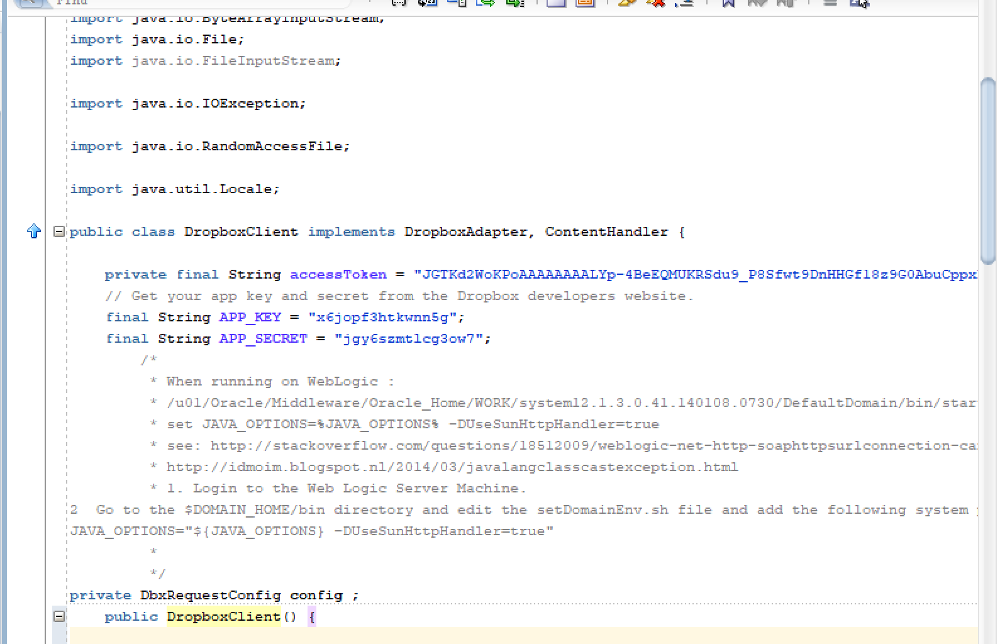 Find
import java.io.ByteArrayInputStream;
import java.io.File;
import java.io.FileInputStream;
import java.io.IOException;
import java.io.RandomAccessFile;
import java.util.Locale;
public class DropboxClient implements DropboxAdapter, ContentHandler {
private final String accessToken = "JGTKd2WoKPoAAAAAAAALYp-4BeEQMUKRSdu9_P8Sfwt9DnHHGfl8z9G0AbuCppx
// Get your app key and secret from the Dropbox developers website.
final String APP_KEY = "x6jopf3htkwnn5g";
final String APP_SECRET = "jgy6szmtlcg3ow7";
/*
* When running on WebLogic :
* /u01/Oracle/Middleware/Oracle_Home/WORK/system12.1.3.0.41.140108.0730/DefaultDomain/bin/star
* set JAVA_OPTIONS=%JAVA_OPTIONS% -DUseSunHttpHandler=true
* see: http://stackoverflow.com/questions/18512009/weblogic-net-http-soaphttpsurlconnection-ca
* http://idmoim.blogspot.nl/2014/03/javalangclasscastexception.html
* 1. Login to the Web Logic Server Machine.
2  Go to the $DOMAIN_HOME/bin directory and edit the setDomainEnv.sh file and add the following system
JAVA_OPTIONS="${JAVA_OPTIONS} -DUseSunHttpHandler=true"
*
*/
private DbxRequestConfig config ;
public DropboxClient() {